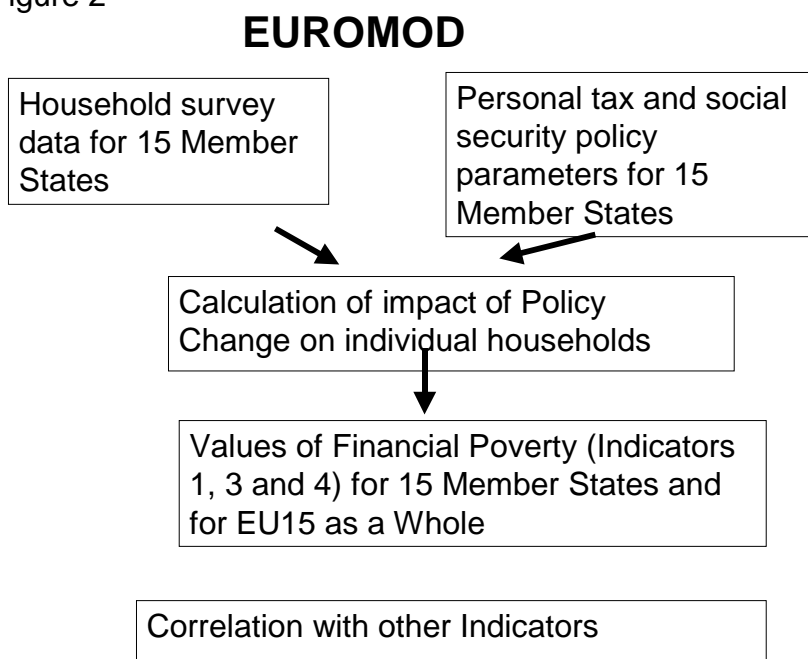 igure 2
EUROMOD
Household survey
data for 15 Member
States
Personal tax and social
security policy
parameters for 15
Member States
Calculation of impact of Policy
Change on individual households
Values of Financial Poverty (Indicators
1, 3 and 4) for 15 Member States and
for EU15 as a Whole
Correlation with other Indicators